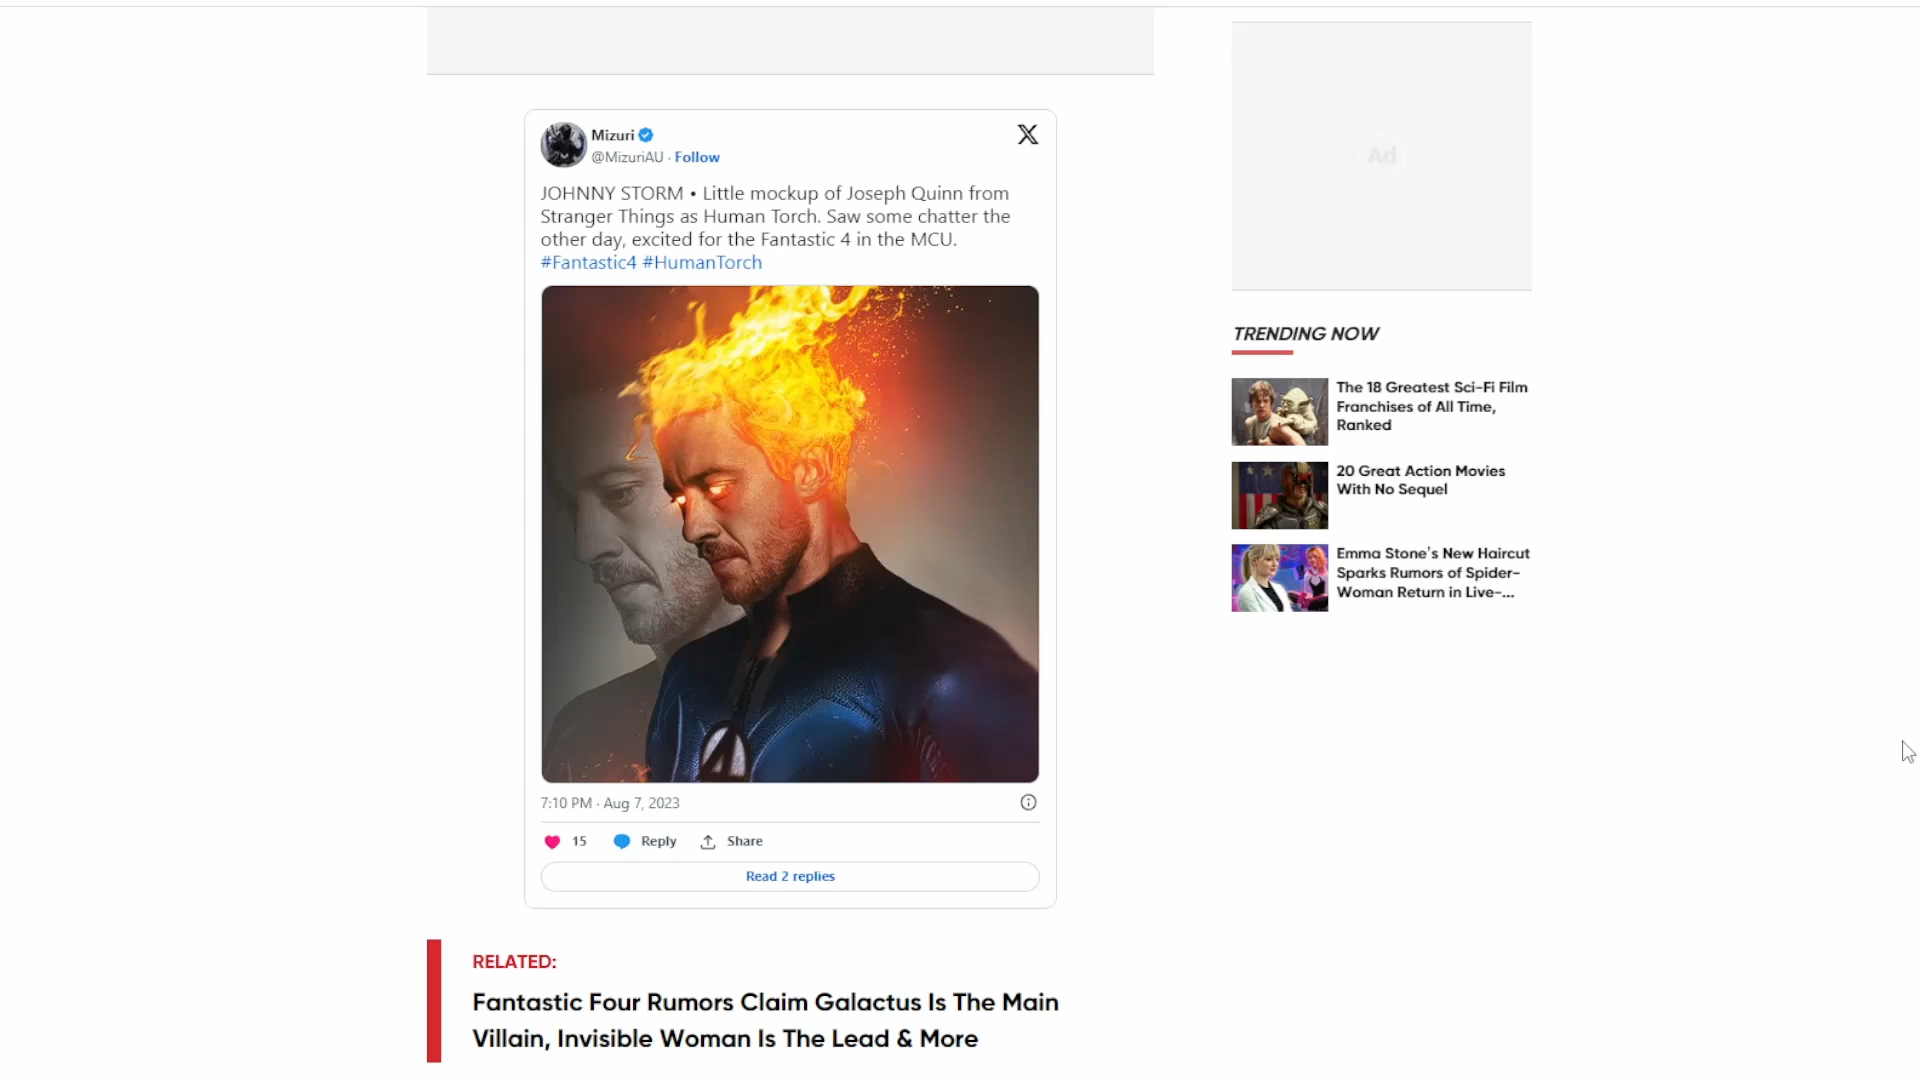 Mizuri
@MizuriAU · Follow
JOHNNY STORM • Little mockup of Joseph Quinn from
Stranger Things as Human Torch. Saw some chatter the
other day, excited for the Fantastic 4 in the MCU.
#Fantastic4 #HumanTorch
4
7:10 PM · Aug 7, 2023
15 Reply Share
Read 2 replies
RELATED:
Fantastic Four Rumors Claim Galactus Is The Main
Villain, Invisible Woman Is The Lead & More
Ad
TRENDING NOW
The 18 Greatest Sci-Fi Film
Franchises of All Time,
Ranked
20 Great Action Movies
With No Sequel
Emma Stone's New Haircut
Sparks Rumors of Spider-
Woman Return in Live-...